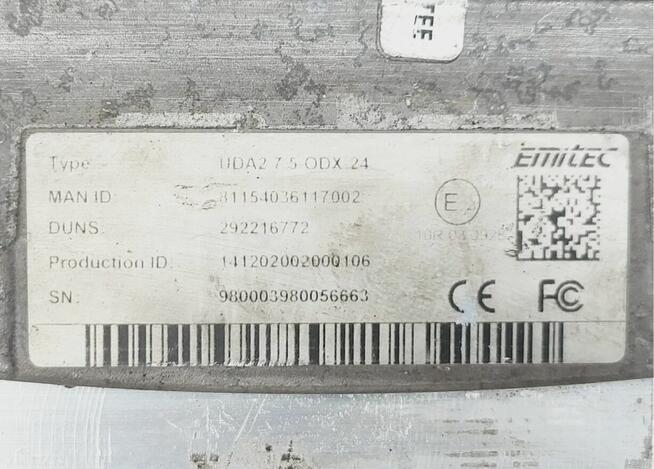 TEE
Type UDA2 7.5 ODX 24
EMITEC
MAN ID: 81154036117002
E
DUNS: 292216772
Production ID: 141202002000106
SN: 980003980056663
CE FC